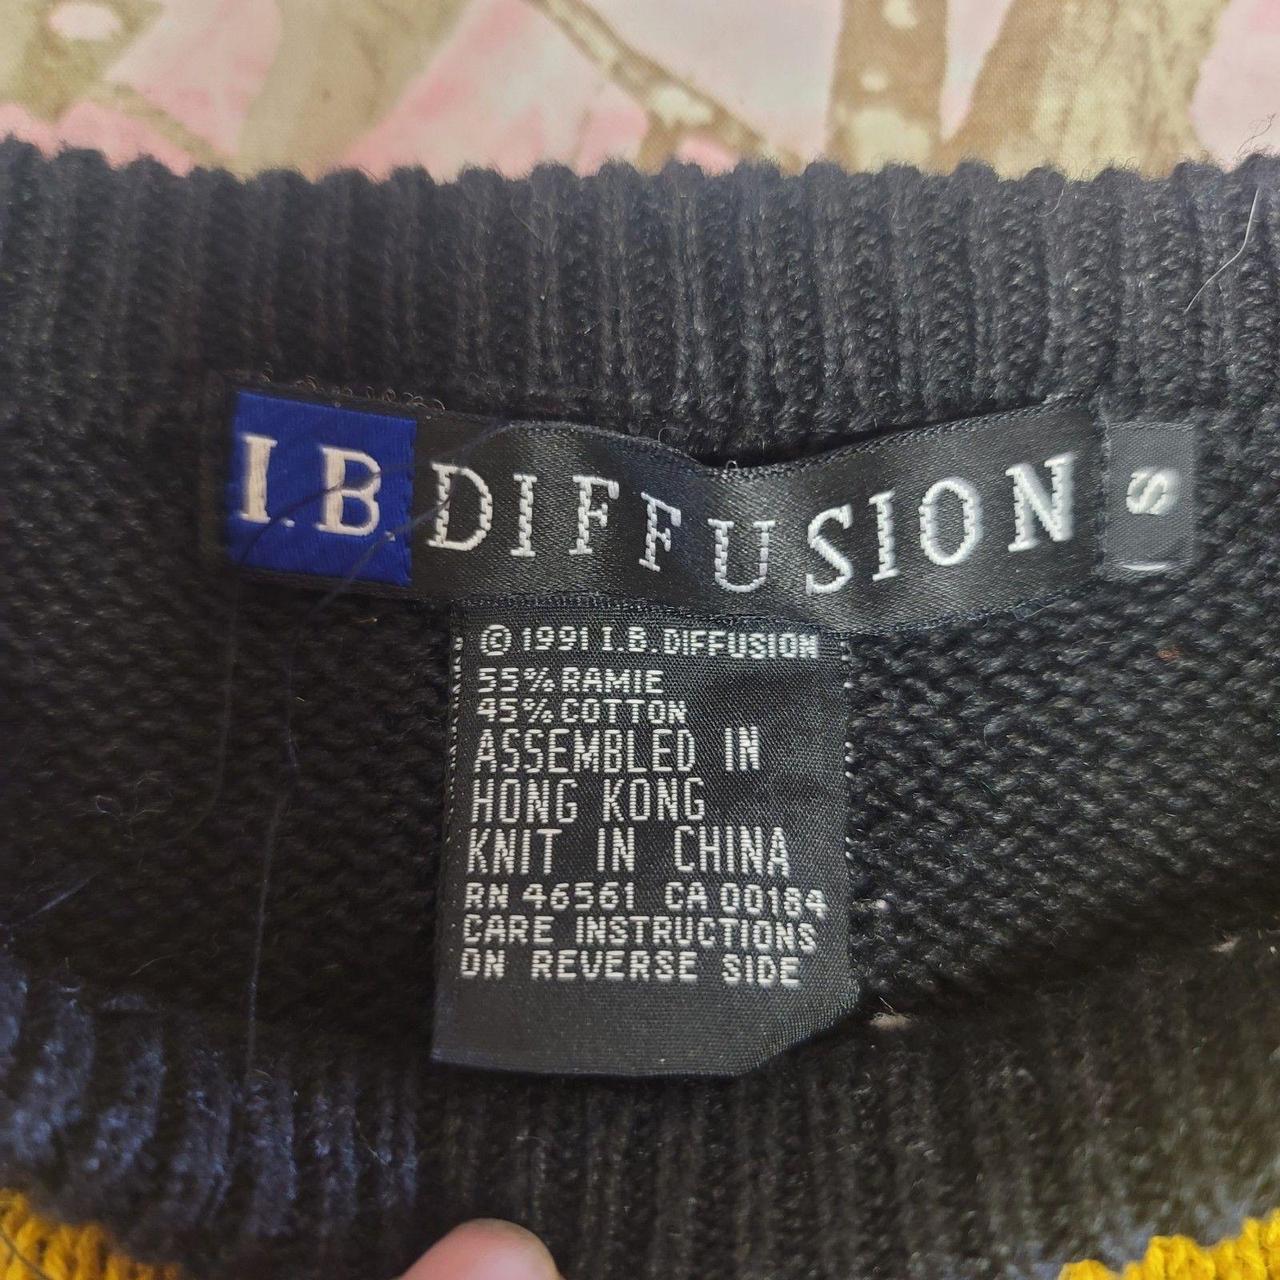 I.B. DIFFUSION S
© 1991 I.B. DIFFUSION
55% RAMIE
45% COTTON
ASSEMBLED IN
HONG KONG
KNIT IN CHINA
RN 46561 CA 00184
CARE INSTRUCTIONS
ON REVERSE SIDE